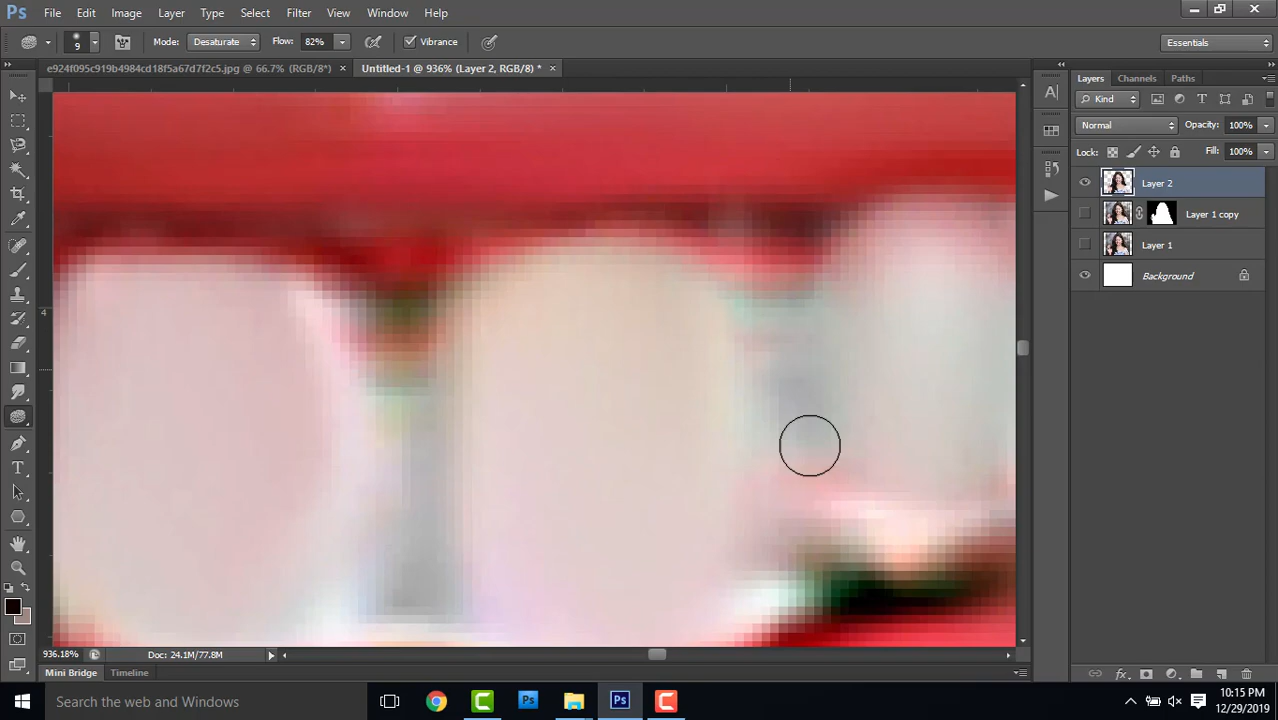 Ps File Edit Image Layer Type Select Filter View Window Help
9 Mode: Desaturate Flow: 82% Vibrance Essentials
e924f095c919b4984cd18f5a67d7f2c5.jpg @ 66.7% (RGB/8*) × Untitled-1 @ 936% (Layer 2, RGB/8) * ×
Layers Channels Paths
Kind
Normal Opacity: 100%
Lock: Fill: 100%
Layer 2
Layer 1 copy
Layer 1
Background
4
936.18% Doc: 24.1M/77.8M
Mini Bridge Timeline
Search the web and Windows
10:15 PM
12/29/2019